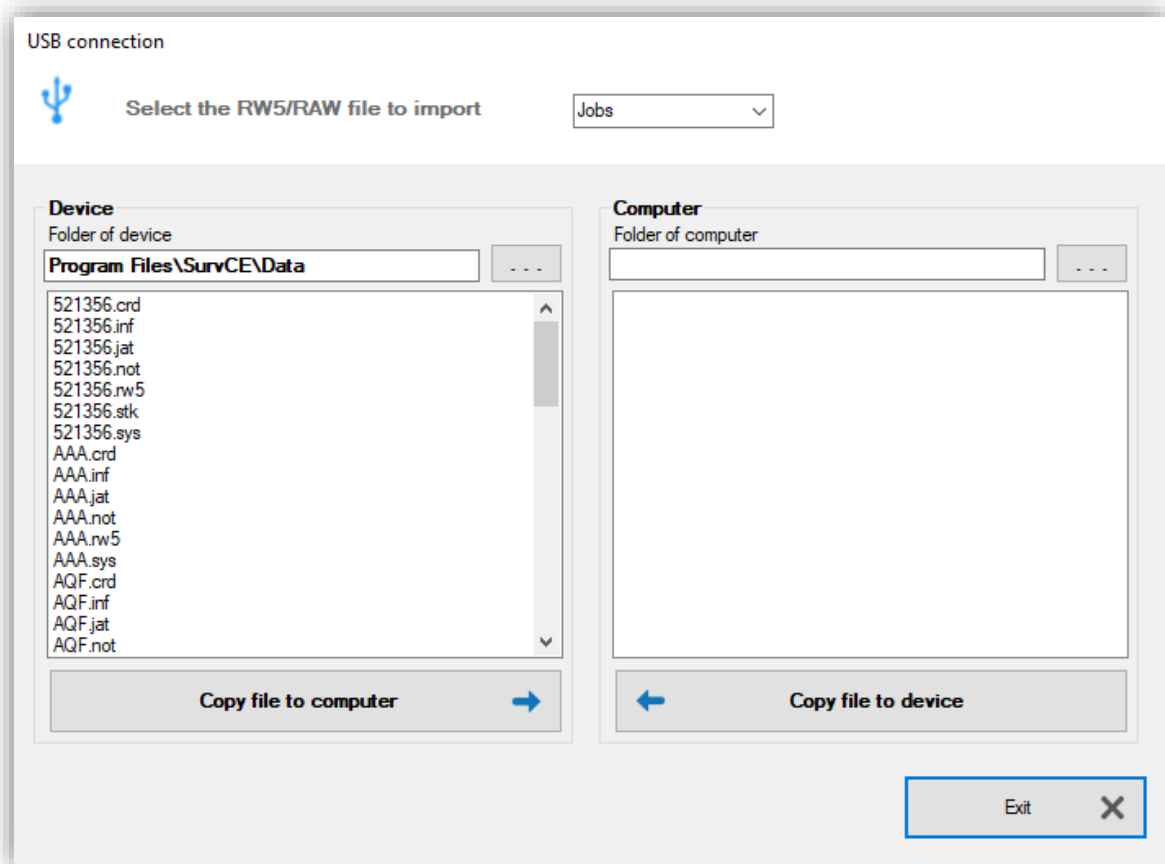 USB connection
Select the RW5/RAW file to import
Jobs
Device
Folder of device
Program Files\SurvCE\Data
. . .
521356.crd
521356.inf
521356.jat
521356.not
521356.rw5
521356.stk
521356.sys
AAA.crd
AAA.inf
AAA.jat
AAA.not
AAA.rw5
AAA.sys
AQF.crd
AQF.inf
AQF.jat
AQF.not
Copy file to computer
Computer
Folder of computer
. . .
Copy file to device
Exit